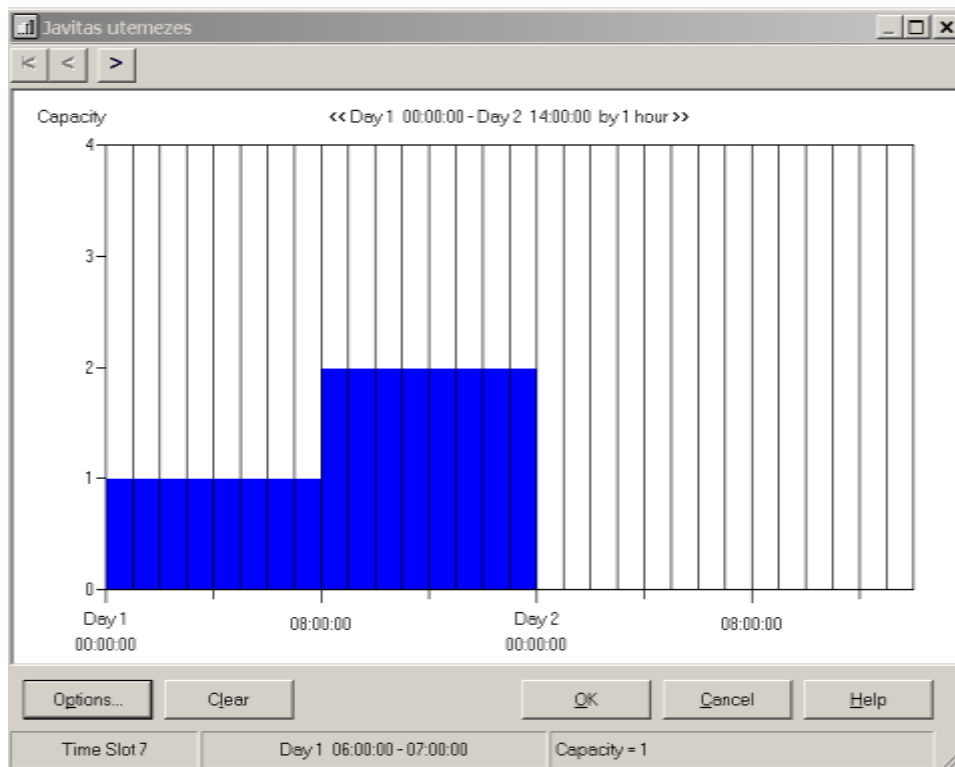 Javitas utemezes
Capacity
<< Day 1 00:00:00 - Day 2 14:00:00 by 1 hour >>
4
3
2
1
0
Day 1 08:00:00 Day 2 08:00:00
00:00:00 00:00:00
Options... Clear OK Cancel Help
Time Slot 7 Day 1 06:00:00 - 07:00:00 Capacity = 1